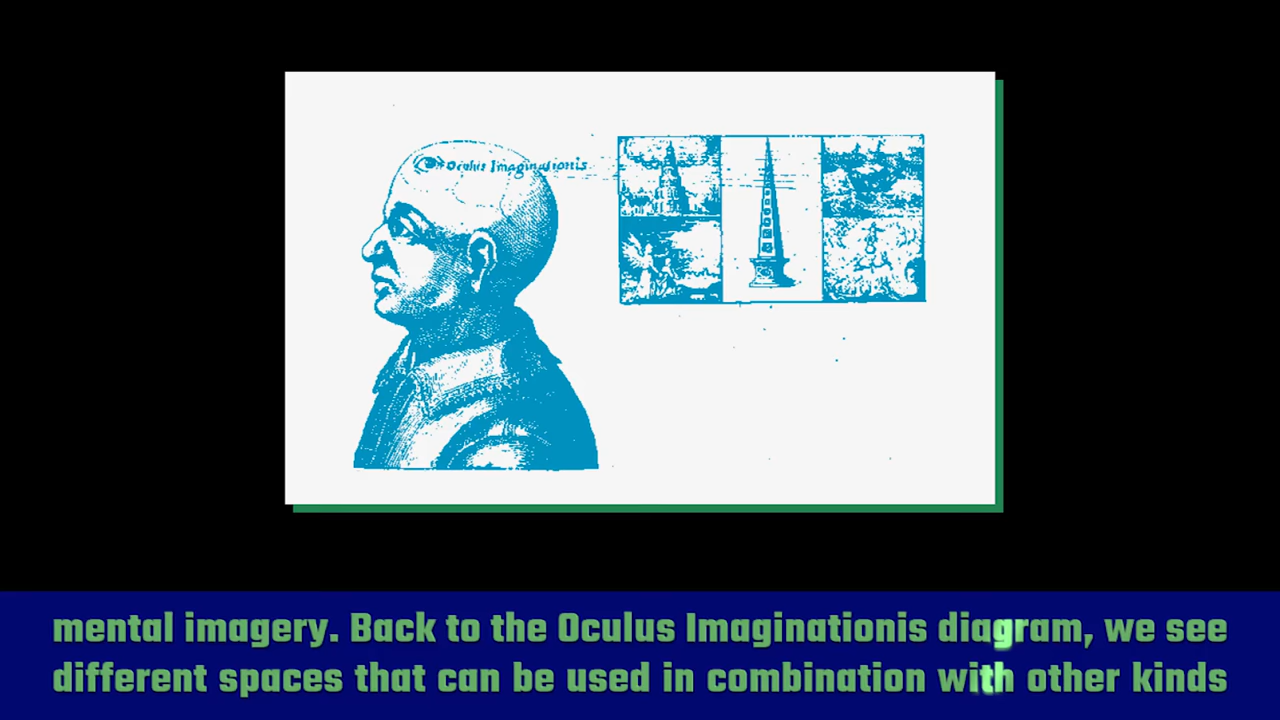 Oculus Imaginationis
mental imagery. Back to the Oculus Imaginationis diagram, we see
different spaces that can be used in combination with other kinds